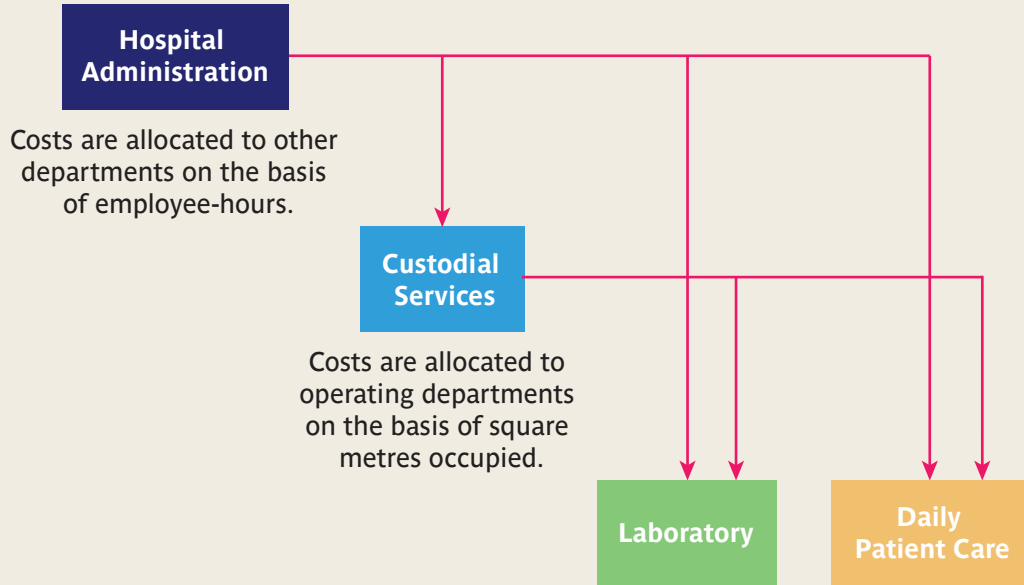 Hospital
Administration
Costs are allocated to other
departments on the basis
of employee-hours.
Custodial
Services
Costs are allocated to
operating departments
on the basis of square
metres occupied.
Laboratory
Daily
Patient Care